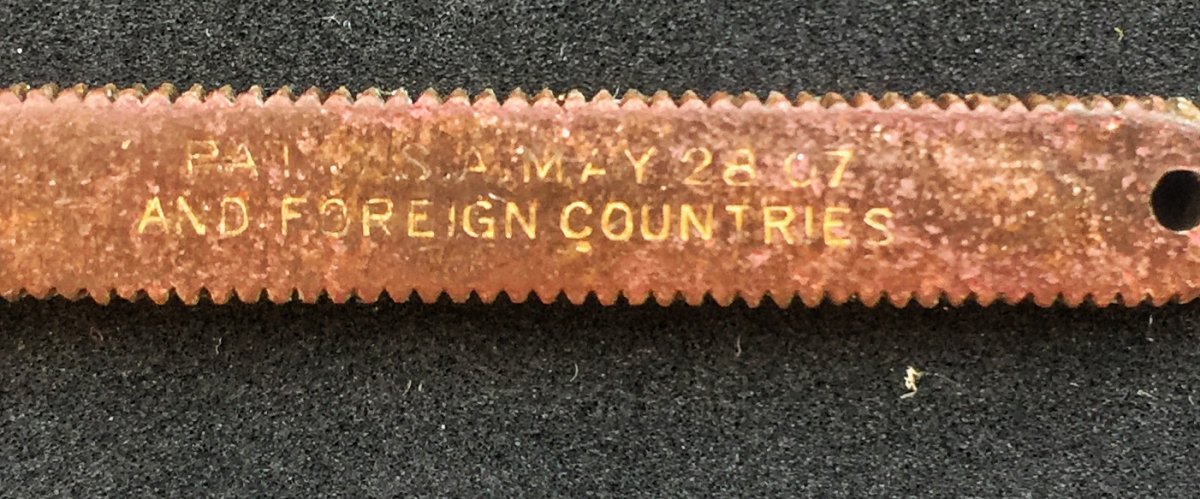 PAT. U.S.A. MAY 28 07
AND FOREIGN COUNTRIES